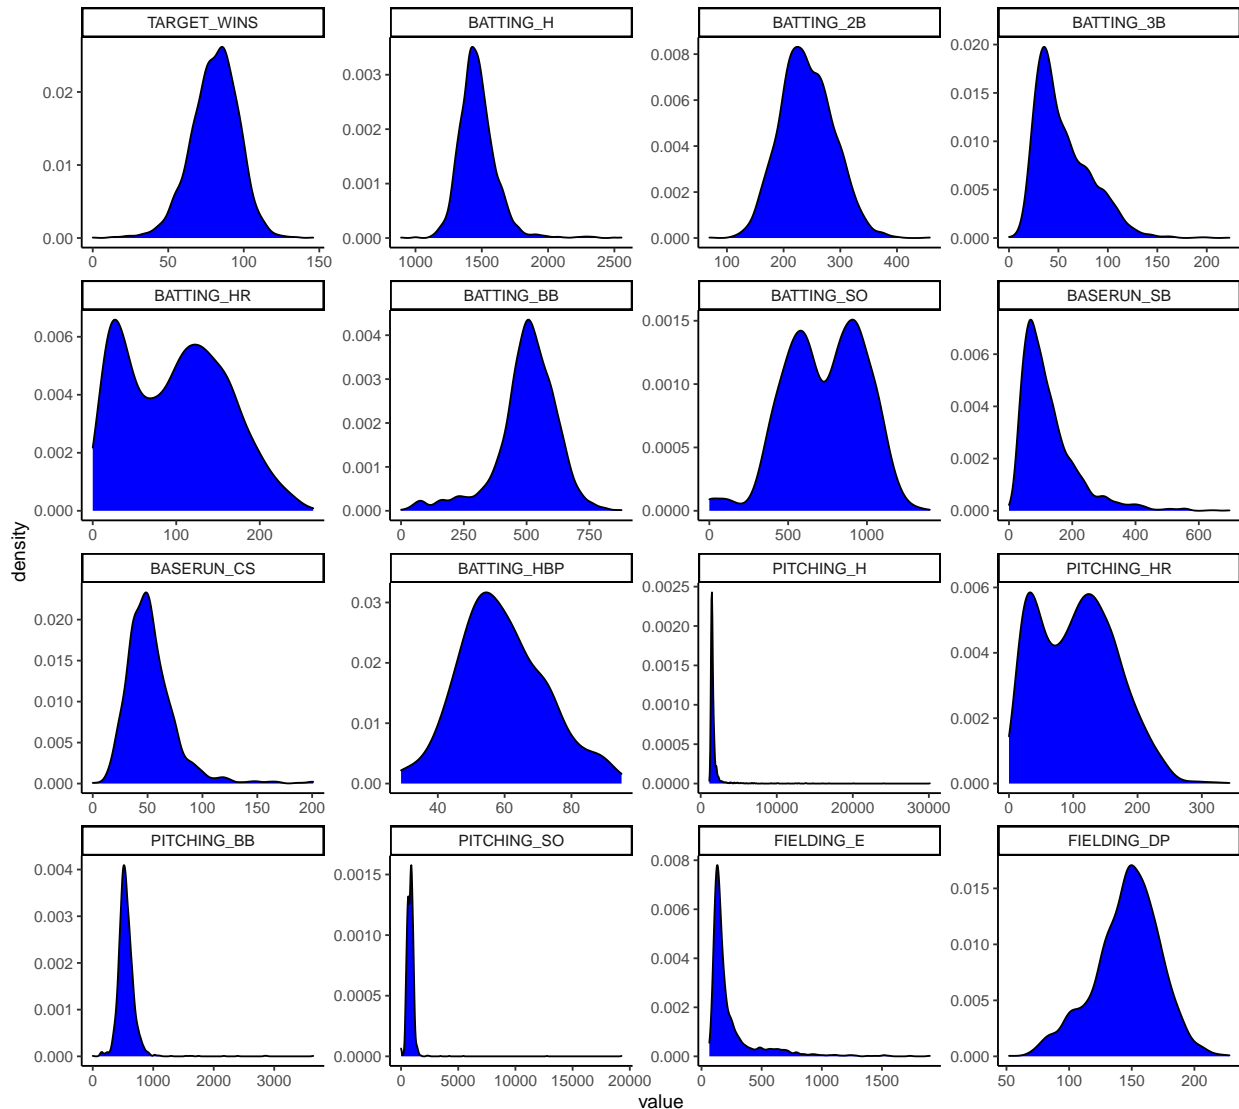 TARGET_WINS BATTING_H BATTING_2B BATTING_3B
0.00 0.01 0.02
0 50 100 150
0.000 0.001 0.002 0.003
1000 1500 2000 2500
0.000 0.002 0.004 0.006 0.008
100 200 300 400
0.000 0.005 0.010 0.015 0.020
0 50 100 150 200
BATTING_HR BATTING_BB BATTING_SO BASERUN_SB
0.000 0.002 0.004 0.006
0 100 200
0.000 0.001 0.002 0.003 0.004
0 250 500 750
0.0000 0.0005 0.0010 0.0015
0 500 1000
0.000 0.002 0.004 0.006
0 200 400 600
BASERUN_CS BATTING_HBP PITCHING_H PITCHING_HR
0.000 0.005 0.010 0.015 0.020
0 50 100 150 200
0.00 0.01 0.02 0.03
40 60 80
0.0000 0.0005 0.0010 0.0015 0.0020 0.0025
0 10000 20000 30000
0.000 0.002 0.004 0.006
0 100 200 300
PITCHING_BB PITCHING_SO FIELDING_E FIELDING_DP
0.000 0.001 0.002 0.003 0.004
0 1000 2000 3000
0.0000 0.0005 0.0010 0.0015
0 5000 10000 15000 20000
0.000 0.002 0.004 0.006 0.008
0 500 1000 1500
0.000 0.005 0.010 0.015
50 100 150 200
density
value